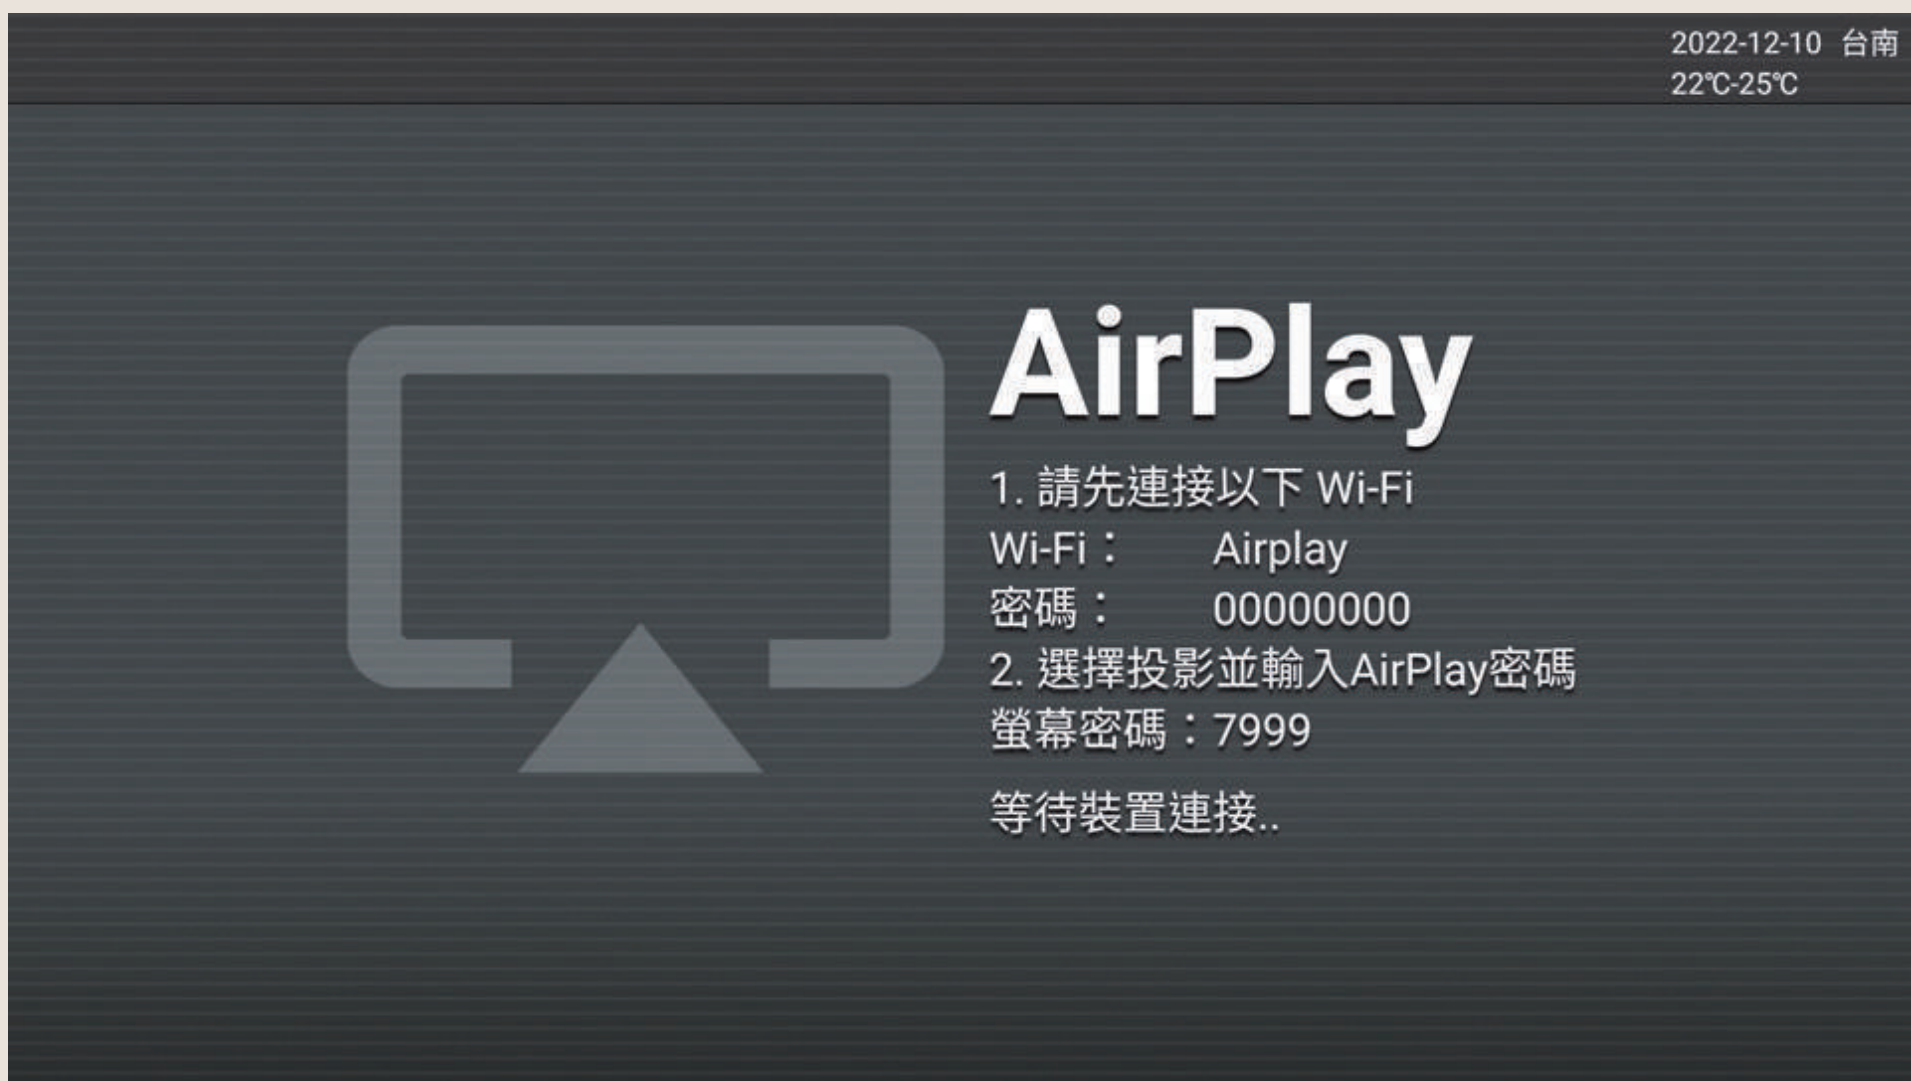 2022-12-10 台南
22℃-25℃
AirPlay
1. 請先連接以下 Wi-Fi
Wi-Fi： Airplay
密碼： 00000000
2. 選擇投影並輸入AirPlay密碼
螢幕密碼：7999
等待裝置連接..